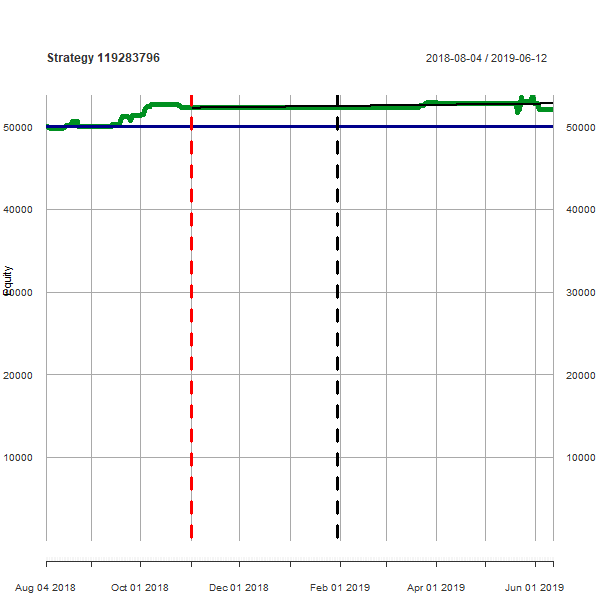 Strategy 119283796
2018-08-04 / 2019-06-12
50000
50000
40000
40000
Equity
30000
30000
20000
20000
10000
10000
Aug 04 2018
Oct 01 2018
Dec 01 2018
Feb 01 2019
Apr 01 2019
Jun 01 2019